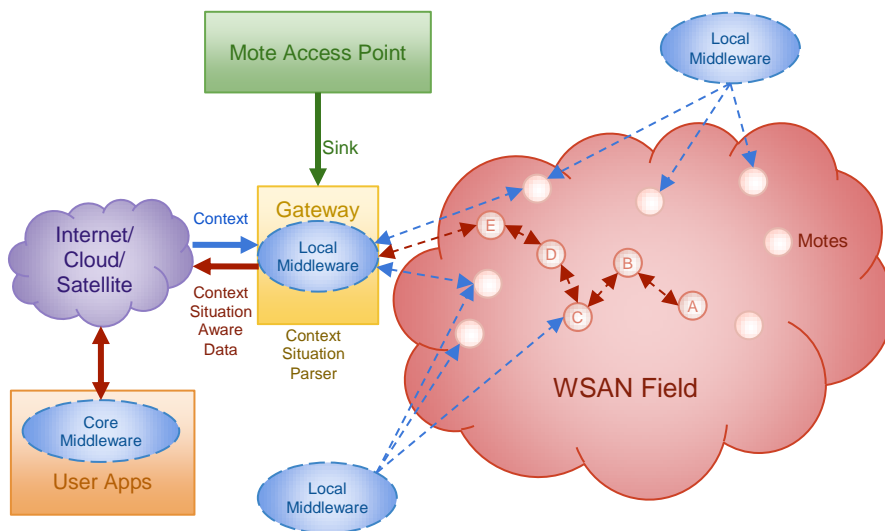 Mote Access Point
Local
Middleware
Sink
Gateway
Local
Middleware
Context
Internet/
Cloud/
Satellite
Context
Situation
Aware
Data
Context
Situation
Parser
E
D
B
C
A
Motes
WSAN Field
Core
Middleware
User Apps
Local
Middleware